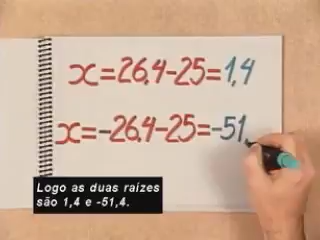 x=26,4-25=1,4
x=-26,4-25=-51,
Logo as duas raízes
são 1,4 e -51,4.